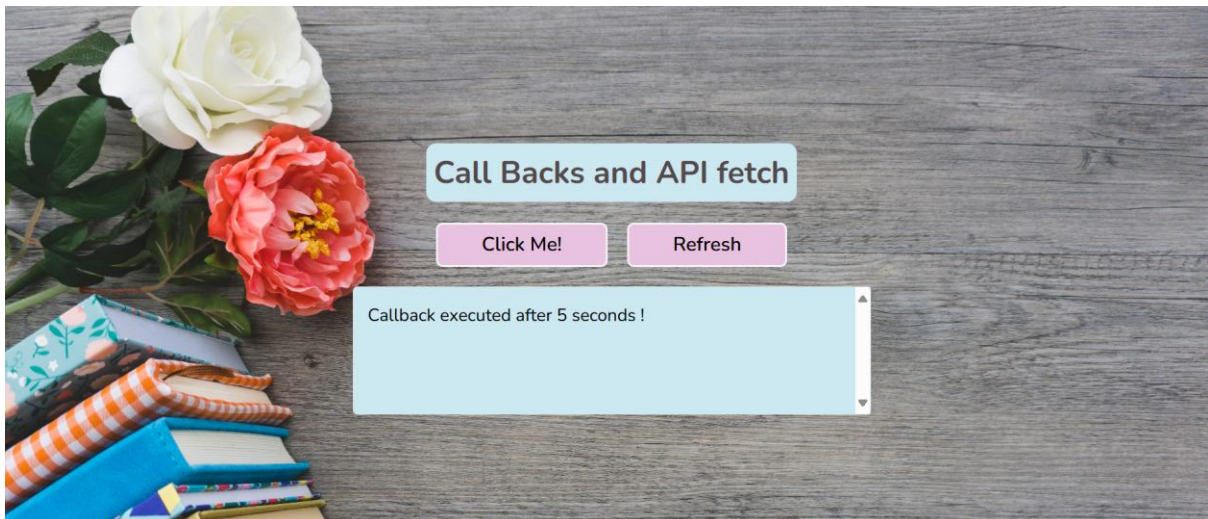 Call Backs and API fetch
Click Me!
Refresh
Callback executed after 5 seconds !